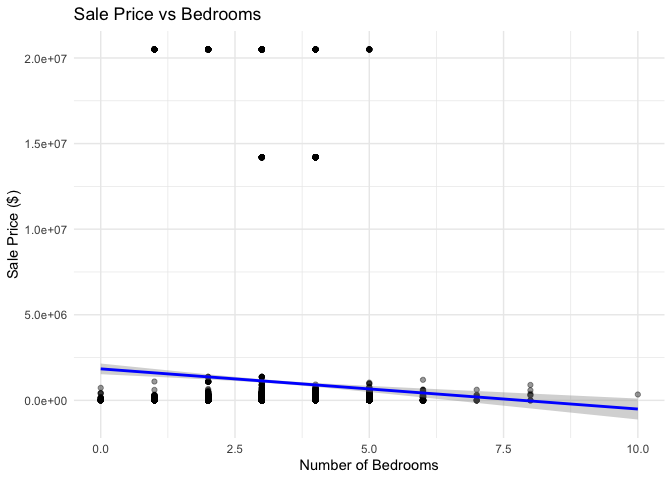 Sale Price vs Bedrooms
Sale Price ($)
2.0e+07
1.5e+07
1.0e+07
5.0e+06
0.0e+00
0.0 2.5 5.0 7.5 10.0
Number of Bedrooms